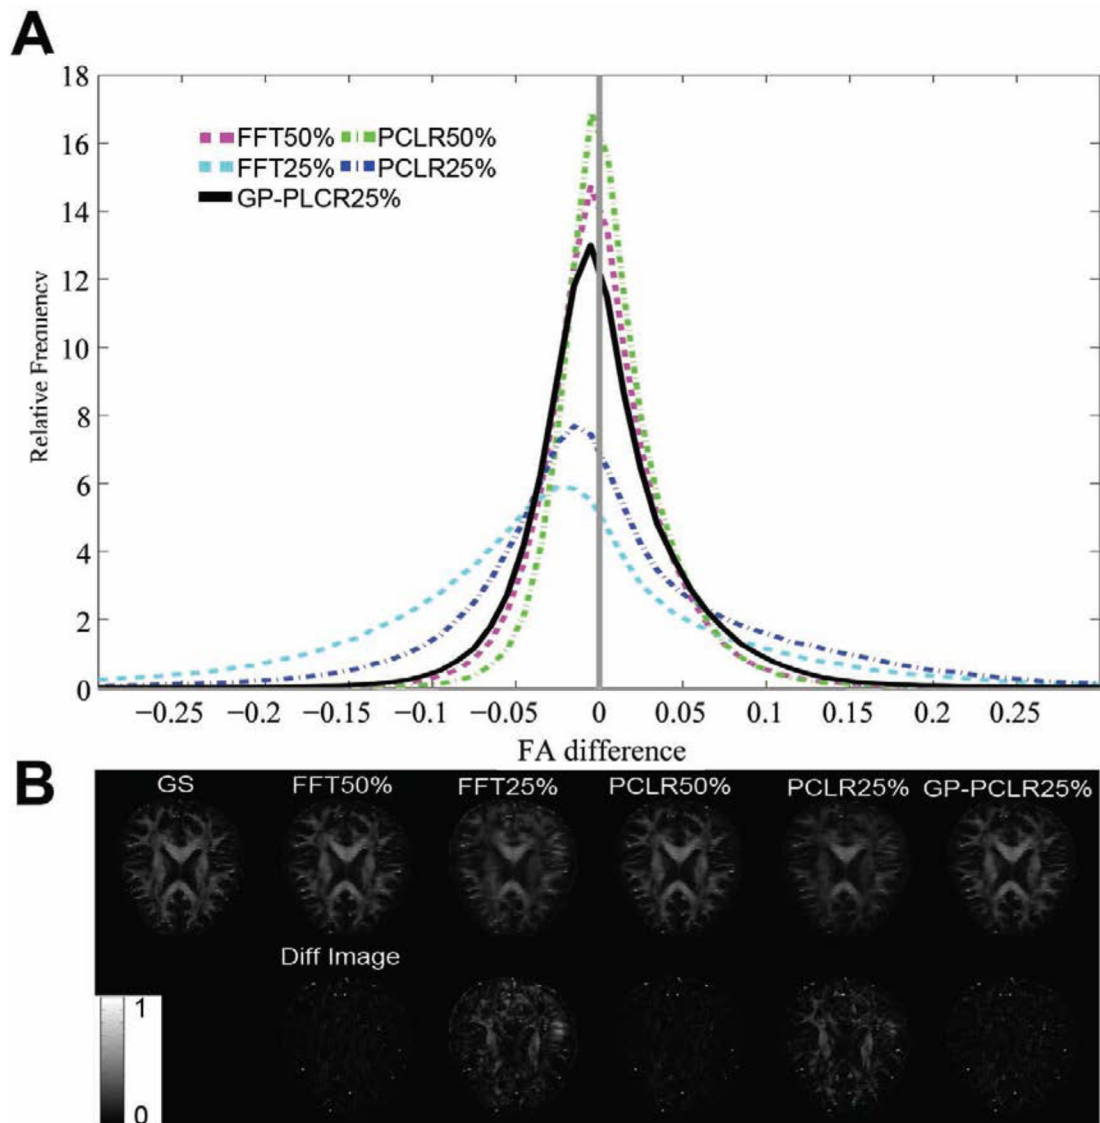 A
18
16
14
12
10
8
6
4
2
0
Relative Frequency
FFT50% PCLR50%
FFT25% PCLR25%
GP-PLCR25%
−0.25 −0.2 −0.15 −0.1 −0.05 0 0.05 0.1 0.15 0.2 0.25
FA difference
B
GS FFT50% FFT25% PCLR50% PCLR25% GP-PCLR25%
Diff Image
1
0